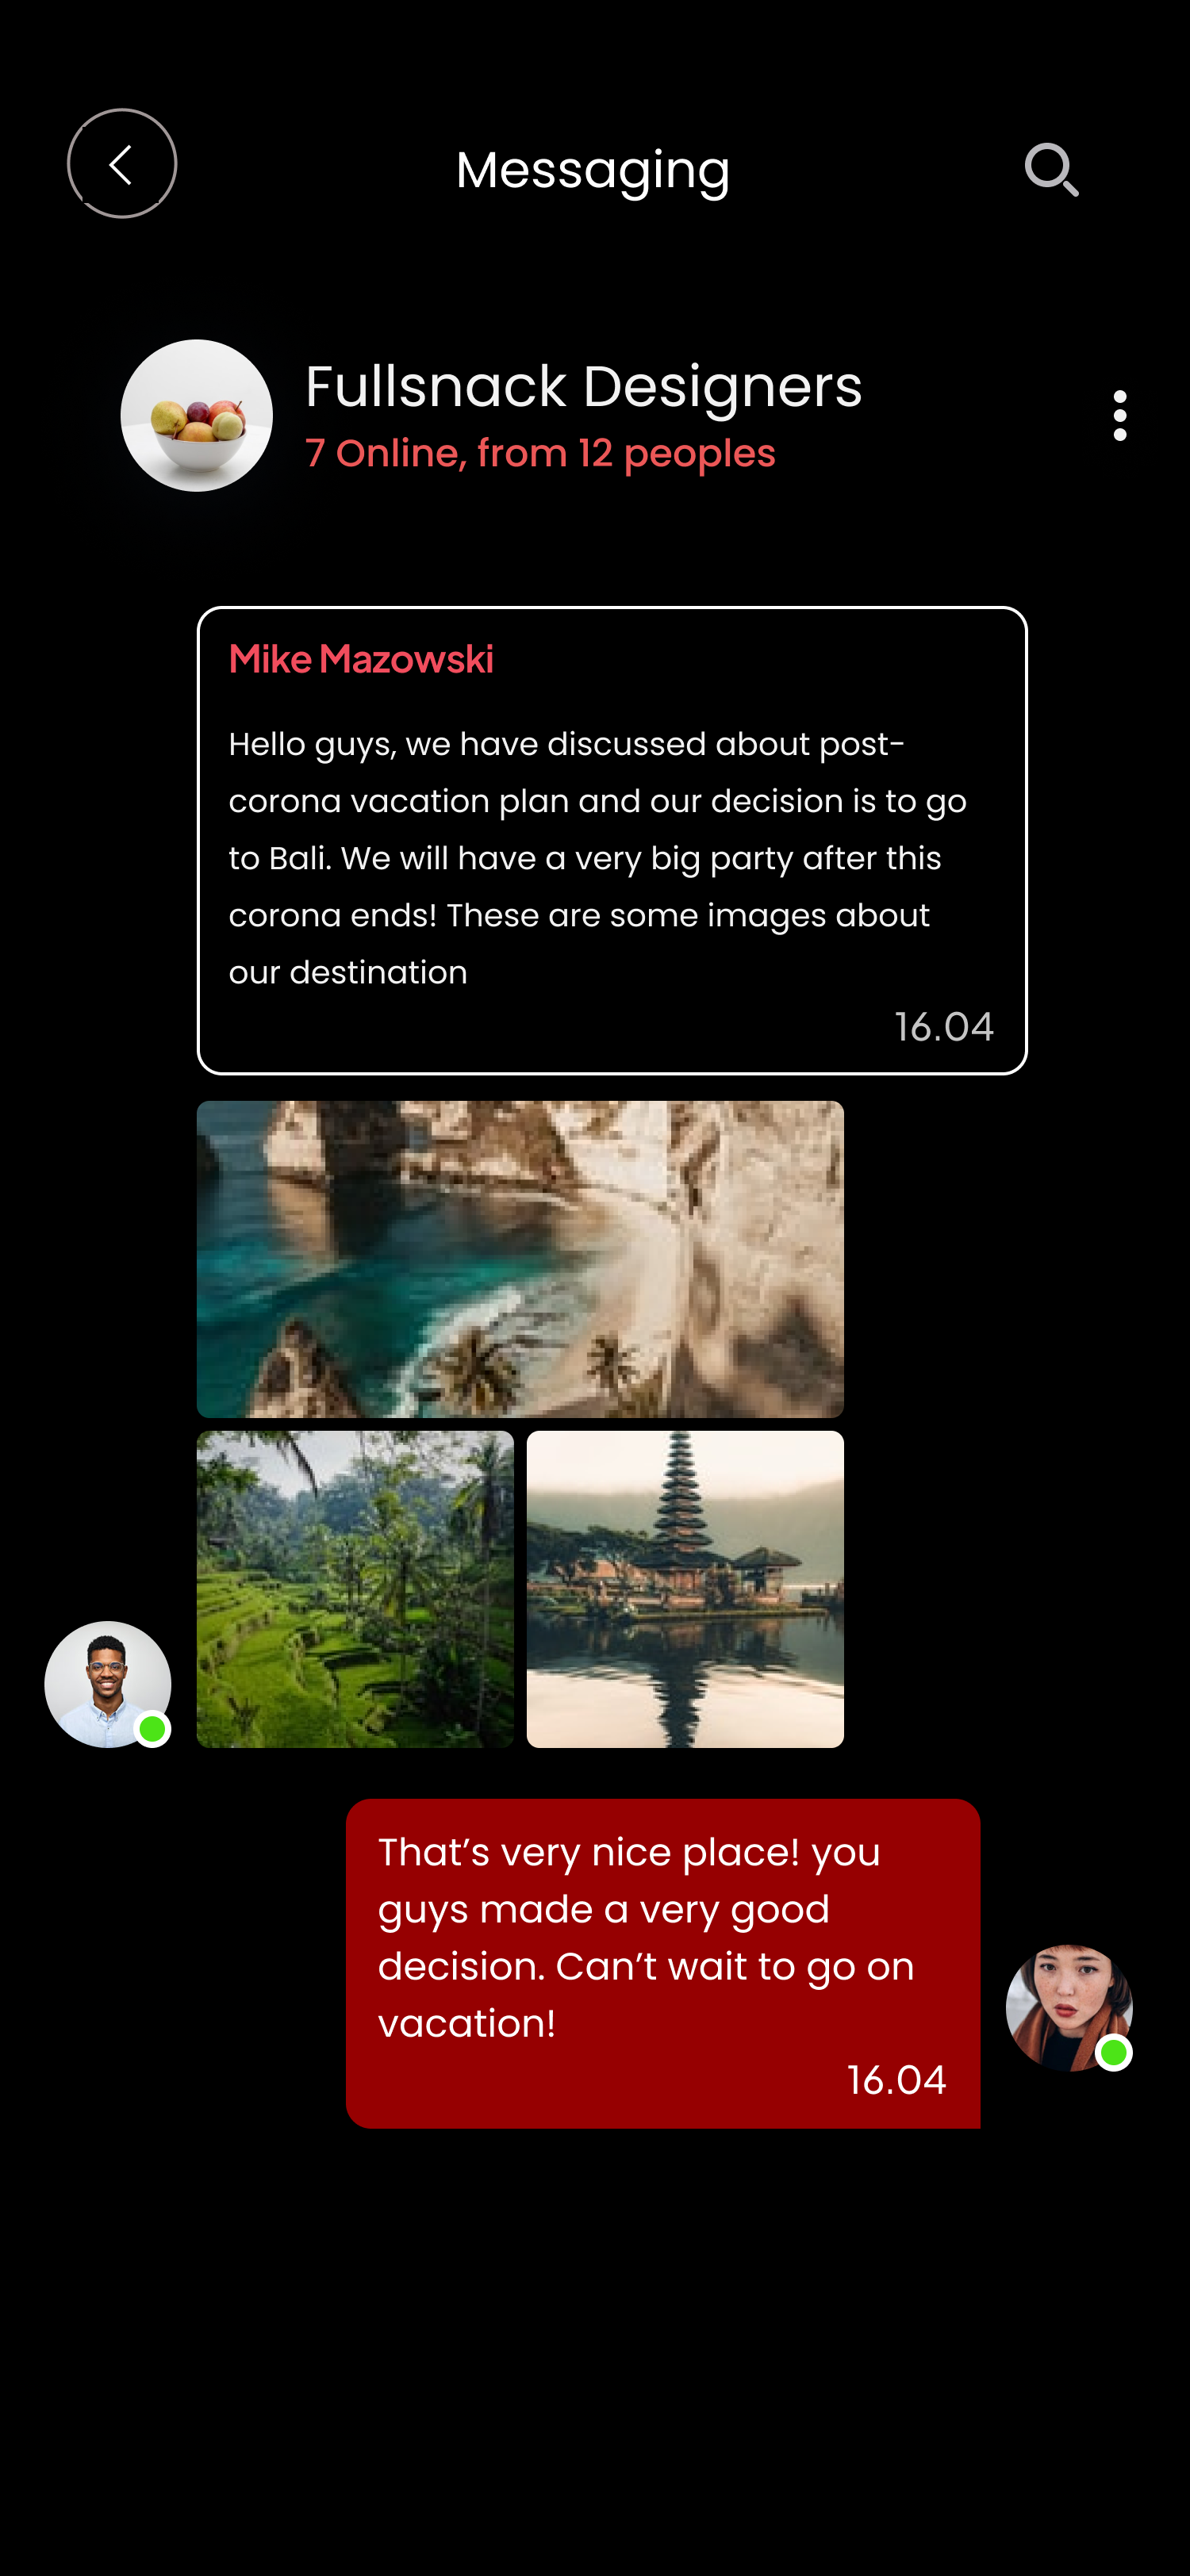 Messaging
Fullsnack Designers
7 Online, from 12 peoples
Mike Mazowski
Hello guys, we have discussed about post-
corona vacation plan and our decision is to go
to Bali. We will have a very big party after this
corona ends! These are some images about
our destination
16.04
That’s very nice place! you
guys made a very good
decision. Can’t wait to go on
vacation!
16.04